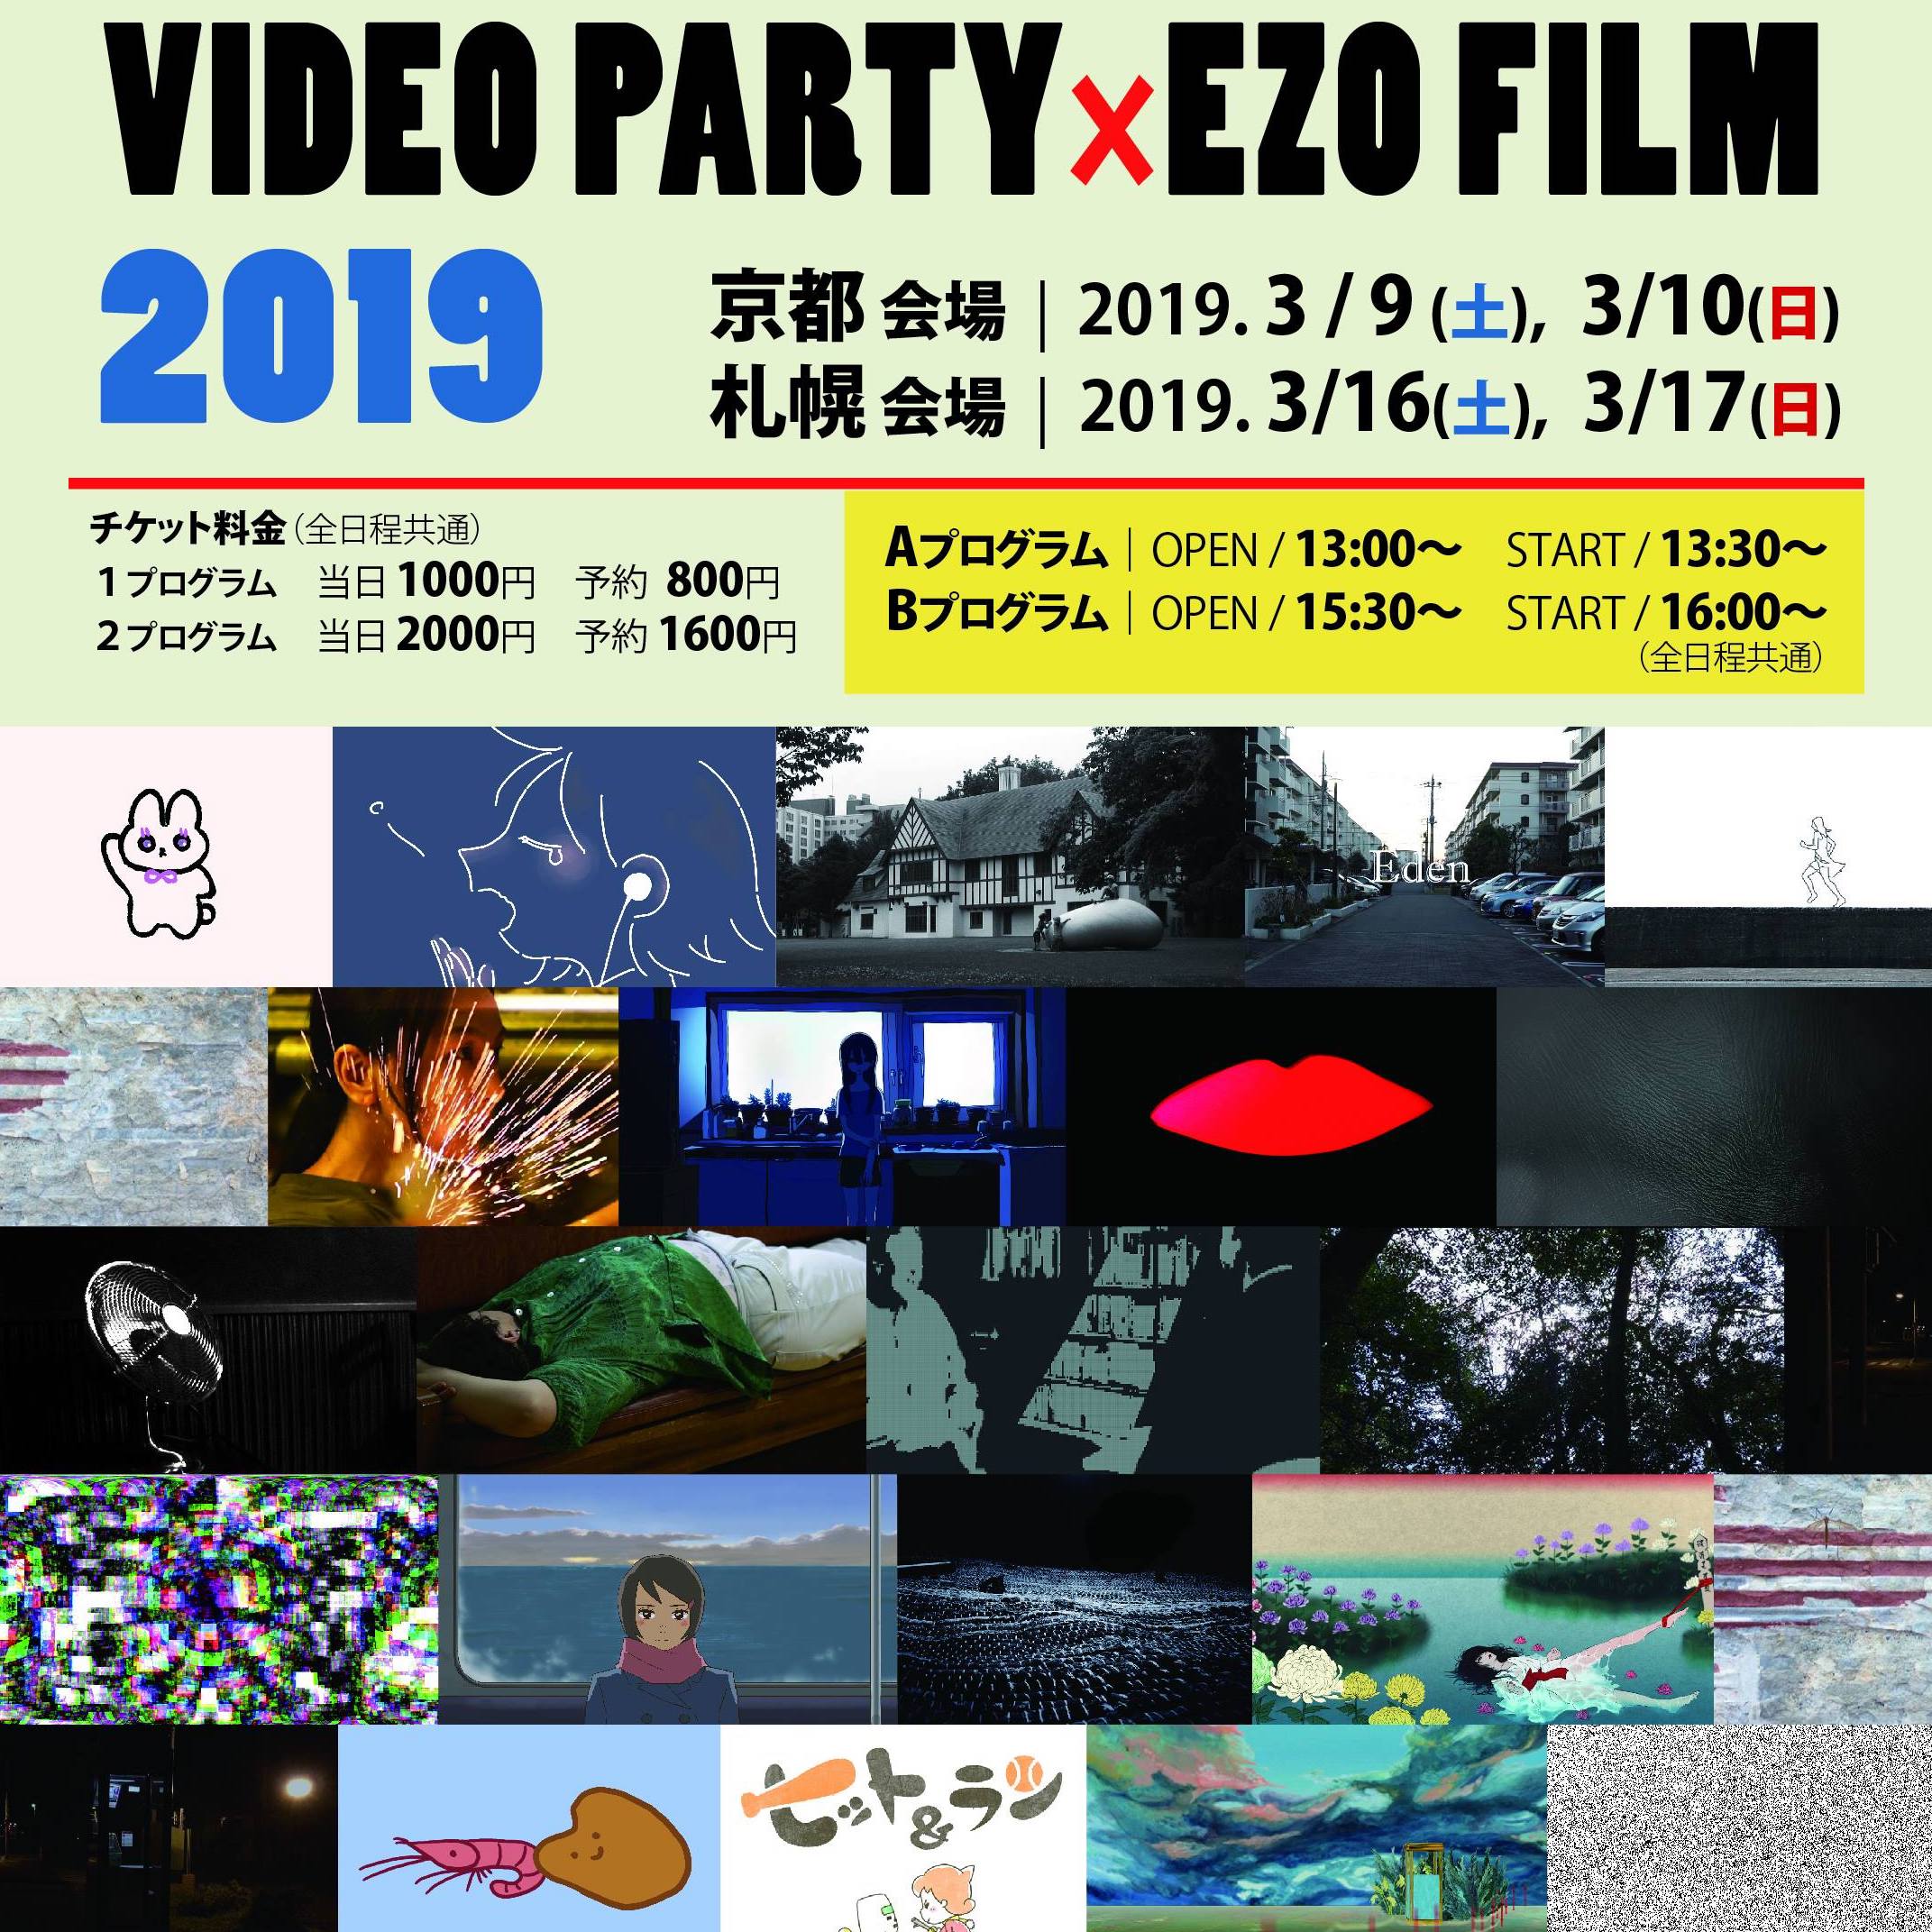 VIDEO PARTY×EZO FILM
2019
京都 会場 | 2019. 3 / 9 (土), 3/10(日)
札幌 会場 | 2019. 3/16(土), 3/17(日)
チケット料金(全日程共通)
1 プログラム 当日 1000円 予約 800円
2 プログラム 当日 2000円 予約 1600円
Aプログラム | OPEN / 13:00〜 START / 13:30〜
Bプログラム | OPEN / 15:30〜 START / 16:00〜
(全日程共通)
Eden
ヒット&ラン